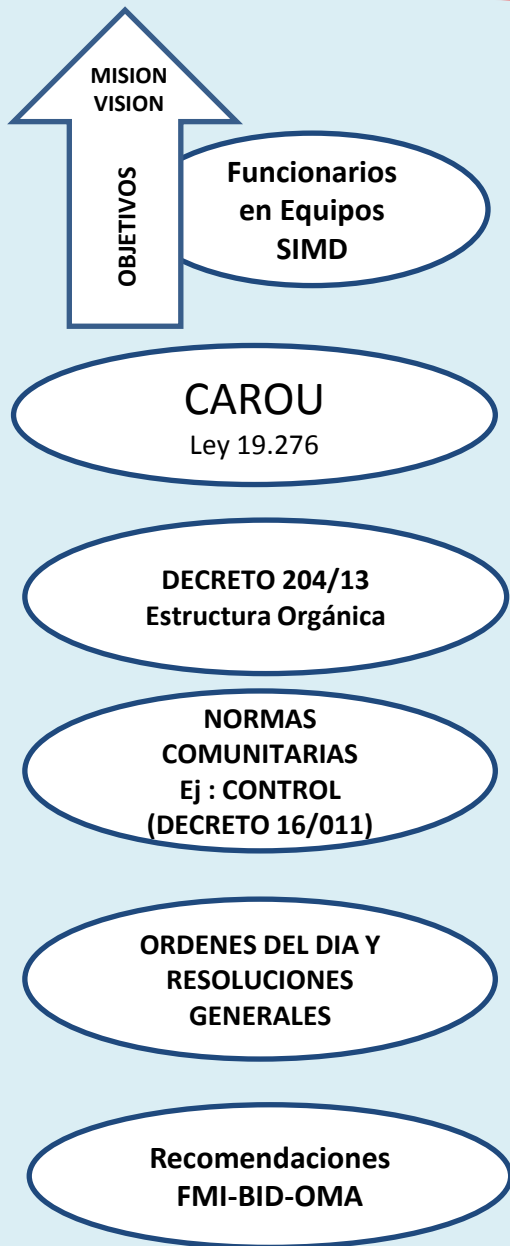 MISION
VISION
OBJETIVOS
Funcionarios
en Equipos
SIMD
CAROU
Ley 19.276
DECRETO 204/13
Estructura Orgánica
NORMAS
COMUNITARIAS
Ej : CONTROL
(DECRETO 16/011)
ORDENES DEL DIA Y
RESOLUCIONES
GENERALES
Recomendaciones
FMI-BID-OMA